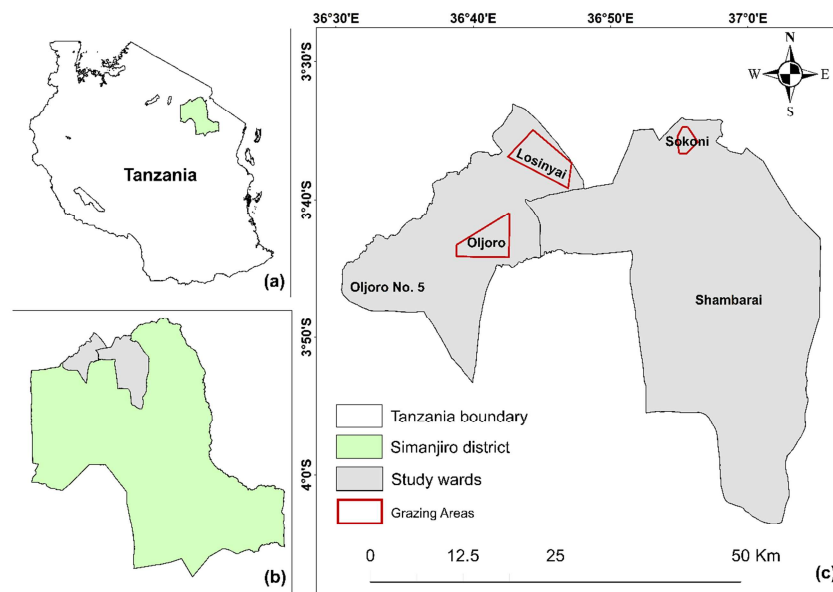 36°30'E 36°40'E 36°50'E 37°0'E
3°30'S
3°40'S
3°50'S
4°0'S
N
W E
S
Tanzania
(a)
(b)
Losinyai
Sokoni
Oljoro
Oljoro No. 5
Shambarai
Tanzania boundary
Simanjiro district
Study wards
Grazing Areas
0 12.5 25 50 Km
(c)